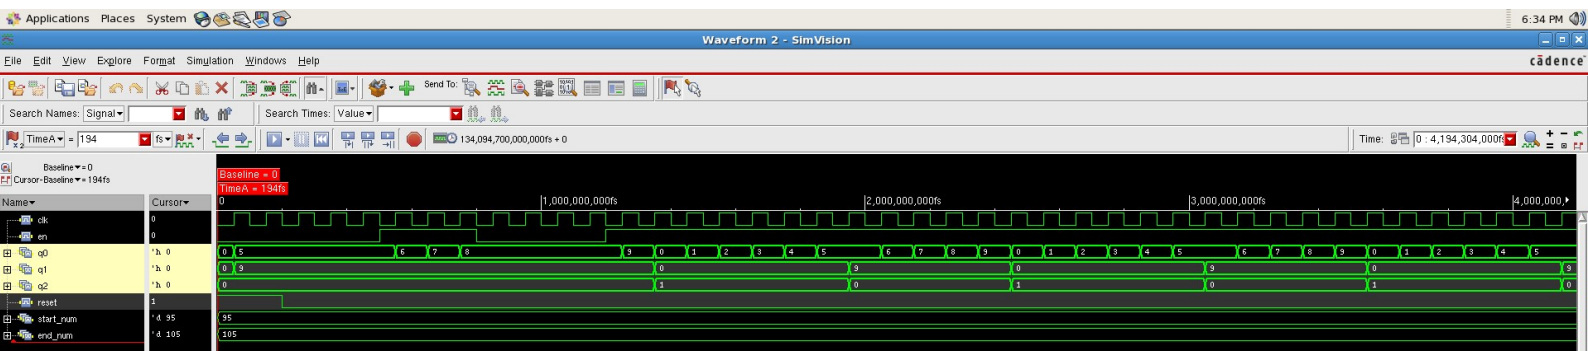 Applications Places System 6:34 PM
Waveform 2 - SimVision
File Edit View Explore Format Simulation Windows Help cādence
Send To:
Search Names: Signal Search Times: Value
TimeA = 194 fs 134,094,700,000,000fs + 0 Time: 0 : 4,194,304,000fs
Baseline = 0
Cursor-Baseline = 194fs
Baseline = 0
TimeA = 194fs
Name Cursor 0 1,000,000,000fs 2,000,000,000fs 3,000,000,000fs 4,000,000,
clk 0
en 0
q0 'h 0 0 5 6 7 8 9 0 1 2 3 4 5 6 7 8 9 0 1 2 3 4 5 6 7 8 9 0 1 2 3 4 5
q1 'h 0 0 9 0 9 0 9 0 9
q2 'h 0 0 1 0 1 0 1 0
reset 1
start_num 'd 95 95
end_num 'd 105 105